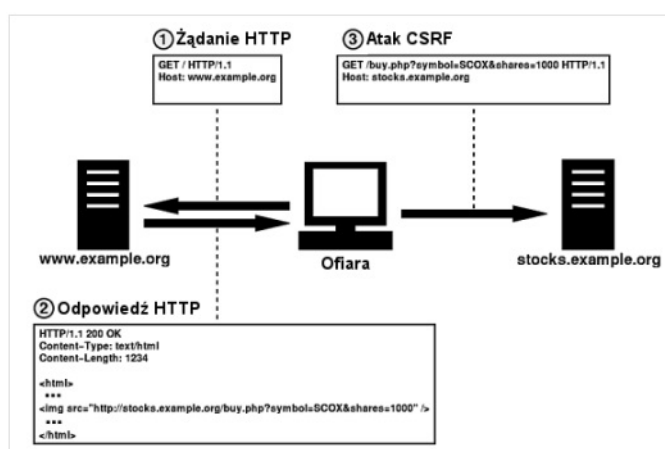 ① Żądanie HTTP
GET / HTTP/1.1
Host: www.example.org
③ Atak CSRF
GET /buy.php?symbol=SCOX&shares=1000 HTTP/1.1
Host: stocks.example.org
www.example.org
Ofiara
stocks.example.org
② Odpowiedź HTTP
HTTP/1.1 200 OK
Content-Type: text/html
Content-Length: 1234
<html>
...
<img src="http://stocks.example.org/buy.php?symbol=SCOX&shares=1000" />
...
</html>